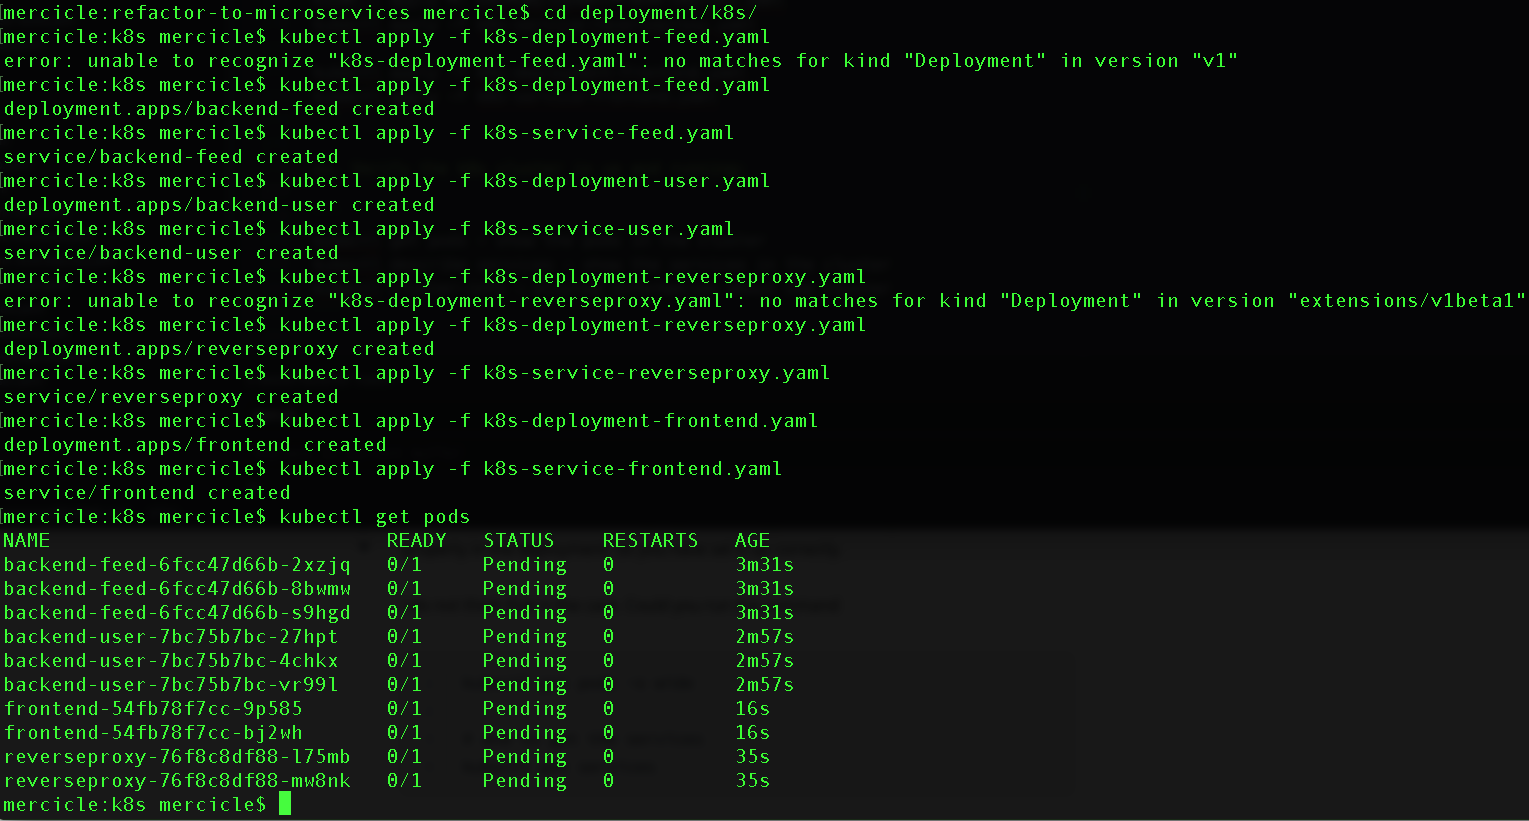 [mercicle:refactor-to-microservices mercicle$ cd deployment/k8s/
[mercicle:k8s mercicle$ kubectl apply -f k8s-deployment-feed.yaml
error: unable to recognize "k8s-deployment-feed.yaml": no matches for kind "Deployment" in version "v1"
[mercicle:k8s mercicle$ kubectl apply -f k8s-deployment-feed.yaml
deployment.apps/backend-feed created
[mercicle:k8s mercicle$ kubectl apply -f k8s-service-feed.yaml
service/backend-feed created
[mercicle:k8s mercicle$ kubectl apply -f k8s-deployment-user.yaml
deployment.apps/backend-user created
[mercicle:k8s mercicle$ kubectl apply -f k8s-service-user.yaml
service/backend-user created
[mercicle:k8s mercicle$ kubectl apply -f k8s-deployment-reverseproxy.yaml
error: unable to recognize "k8s-deployment-reverseproxy.yaml": no matches for kind "Deployment" in version "extensions/v1beta1"
[mercicle:k8s mercicle$ kubectl apply -f k8s-deployment-reverseproxy.yaml
deployment.apps/reverseproxy created
[mercicle:k8s mercicle$ kubectl apply -f k8s-service-reverseproxy.yaml
service/reverseproxy created
[mercicle:k8s mercicle$ kubectl apply -f k8s-deployment-frontend.yaml
deployment.apps/frontend created
[mercicle:k8s mercicle$ kubectl apply -f k8s-service-frontend.yaml
service/frontend created
[mercicle:k8s mercicle$ kubectl get pods
NAME READY STATUS RESTARTS AGE
backend-feed-6fcc47d66b-2xzjq 0/1 Pending 0 3m31s
backend-feed-6fcc47d66b-8bwmw 0/1 Pending 0 3m31s
backend-feed-6fcc47d66b-s9hgd 0/1 Pending 0 3m31s
backend-user-7bc75b7bc-27hpt 0/1 Pending 0 2m57s
backend-user-7bc75b7bc-4chkx 0/1 Pending 0 2m57s
backend-user-7bc75b7bc-vr99l 0/1 Pending 0 2m57s
frontend-54fb78f7cc-9p585 0/1 Pending 0 16s
frontend-54fb78f7cc-bj2wh 0/1 Pending 0 16s
reverseproxy-76f8c8df88-l75mb 0/1 Pending 0 35s
reverseproxy-76f8c8df88-mw8nk 0/1 Pending 0 35s
mercicle:k8s mercicle$